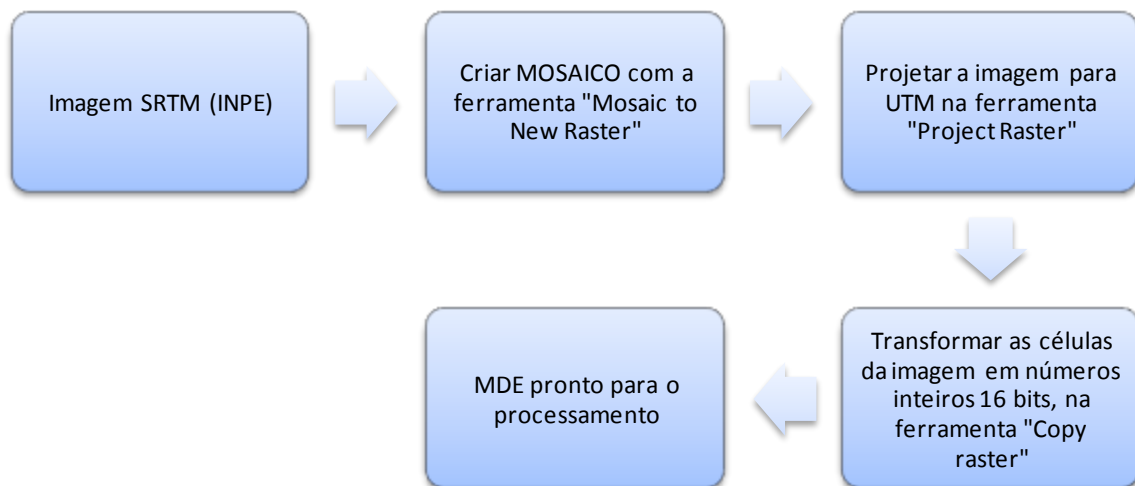 Imagem SRTM (INPE)
Criar MOSAICO com a
ferramenta "Mosaic to
New Raster"
Projetar a imagem para
UTM na ferramenta
"Project Raster"
Transformar as células
da imagem em números
inteiros 16 bits, na
ferramenta "Copy
raster"
MDE pronto para o
processamento